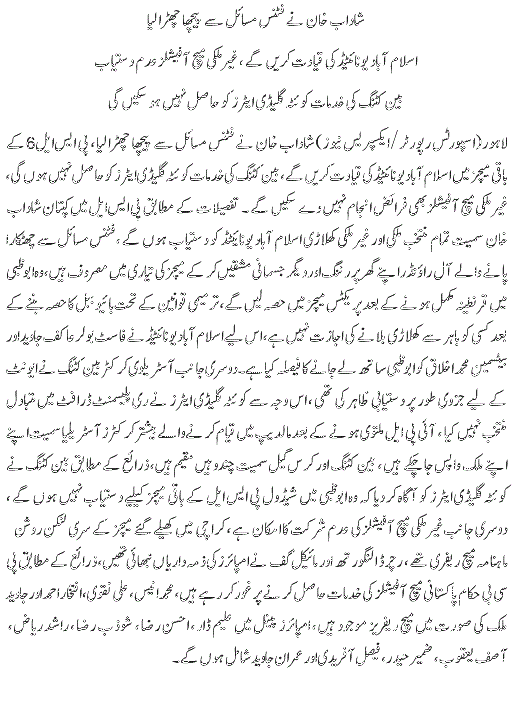 شاداب خان نے فٹنس مسائل سے پیچھا چھڑا لیا
اسلام آباد یونائیٹڈ کی قیادت کریں گے، غیر ملکی میچ آفیشلز عدم دستیاب
بین کٹنگ کی خدمات کوئٹہ گلیڈی ایٹرز کو حاصل نہیں ہو سکیں گی
لاہور(اسپورٹس رپورٹر/ایکسپریس نیوز)شاداب خان نے فٹنس مسائل سے پیچھا چھڑا لیا، پی ایس ایل 6 کے
باقی میچز میں اسلام آباد یونائیٹڈ کی قیادت کریں گے، بین کٹنگ کی خدمات کوئٹہ گلیڈی ایٹرز کو حاصل نہیں ہوں گی،
غیر ملکی میچ آفیشلز بھی فرائض انجام نہیں دے سکیں گے۔ تفصیلات کے مطابق پی ایس ایل میں کپتان شاداب
خان سمیت تمام منتخب ملکی اور غیر ملکی کھلاڑی اسلام آباد یونائیٹڈ کو دستیاب ہوں گے، فٹنس مسائل سے چھٹکارا
پانے والے آل راؤنڈر اپنے گھر پر رننگ اور دیگر جسمانی مشقیں کر کے میچز کی تیاری میں مصروف ہیں، وہ ابوظبی
میں قرنطینہ مکمل ہونے کے بعد پریکٹس میچز میں حصہ لیں گے، ترمیمی قوانین کے تحت بائیو ببل کا حصہ بننے کے
بعد کسی کو باہر سے کھلاڑی بلانے کی اجازت نہیں ہے، اس لیے اسلام آباد یونائیٹڈ نے فاسٹ بولر عاکف جاوید اور
بیٹسمین محمد اخلاق کو ابوظبی ساتھ لے جانے کا فیصلہ کیا ہے۔ دوسری جانب آسٹریلوی کرکٹر بین کٹنگ نے ایونٹ
کے لیے جزوی طور پر دستیابی ظاہر کی تھی، اس وجہ سے کوئٹہ گلیڈی ایٹرز نے ری پلیسمنٹ ڈرافٹ میں متبادل
منتخب نہیں کیا، آئی پی ایل ملتوی ہونے کے بعد مالدیپ میں قیام کرنے والے بیشتر کرکٹرز آسٹریلیا سمیت اپنے
اپنے ملک واپس جا چکے ہیں، بین کٹنگ اور کرس گیل سمیت چند وہیں مقیم ہیں، ذرائع کے مطابق بین کٹنگ نے
کوئٹہ گلیڈی ایٹرز کو آگاہ کر دیا کہ وہ ابوظبی میں شیڈول پی ایس ایل کے باقی میچز کیلیے دستیاب نہیں ہوں گے،
دوسری جانب غیر ملکی میچ آفیشلز کی عدم شرکت کا امکان ہے، کراچی میں کھیلے گئے میچز کے سری لنکن روشن
ماہنامہ میچ ریفری تھے، رچرڈ النگورتھ اور مائیکل گف نے امپائرز کی ذمہ داریاں نبھائی تھیں، ذرائع کے مطابق پی
سی بی حکام پاکستانی میچ آفیشلز کی خدمات حاصل کرنے پر غور کر رہے ہیں، محمد انیس، علی نقوی، افتخار احمد اور جاوید
ملک کی صورت میں میچ ریفریز موجود ہیں، امپائرز پینل میں علیم ڈار، احسن رضا، شوزب رضا، راشد ریاض،
آصف یعقوب، ضمیر حیدر، فیصل آفریدی اور عمران جاوید شامل ہوں گے۔